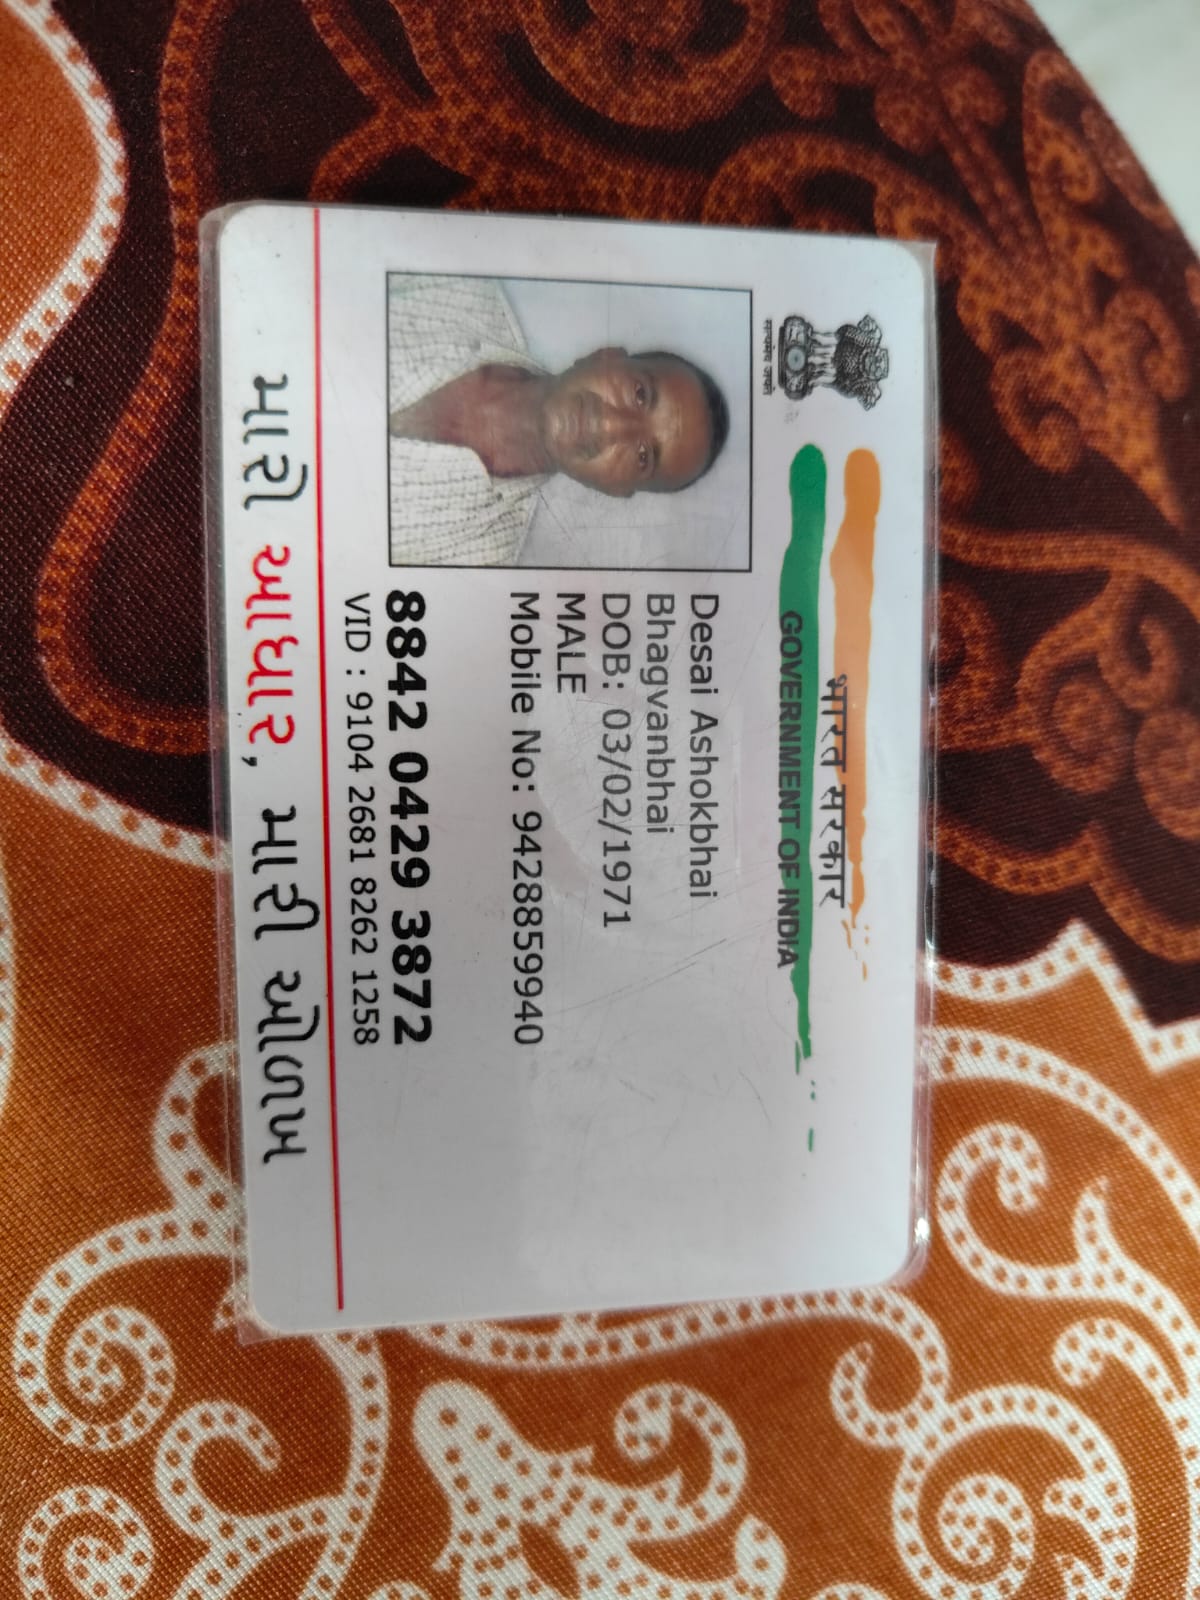 भारत सरकार
GOVERNMENT OF INDIA
सत्यमेव जयते
Desai Ashokbhai
Bhagvanbhai
DOB: 03/02/1971
MALE
Mobile No: 9428859940
8842 0429 3872
VID : 9104 2681 8262 1258
મારો આધાર, મારી ઓળખ